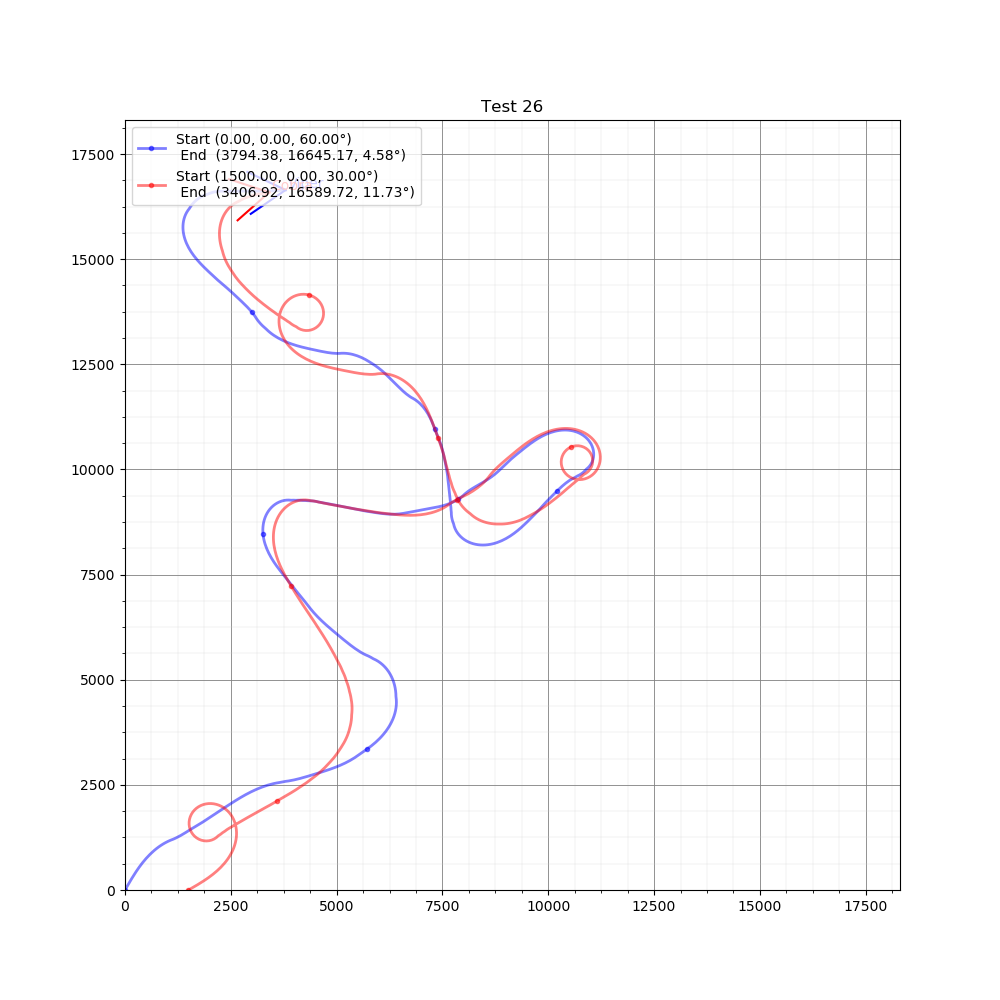 Test 26
Start (0.00, 0.00, 60.00°)
End (3794.38, 16645.17, 4.58°)
Start (1500.00, 0.00, 30.00°)
End (3406.92, 16589.72, 11.73°)
17500
15000
12500
10000
7500
5000
2500
0
0 2500 5000 7500 10000 12500 15000 17500